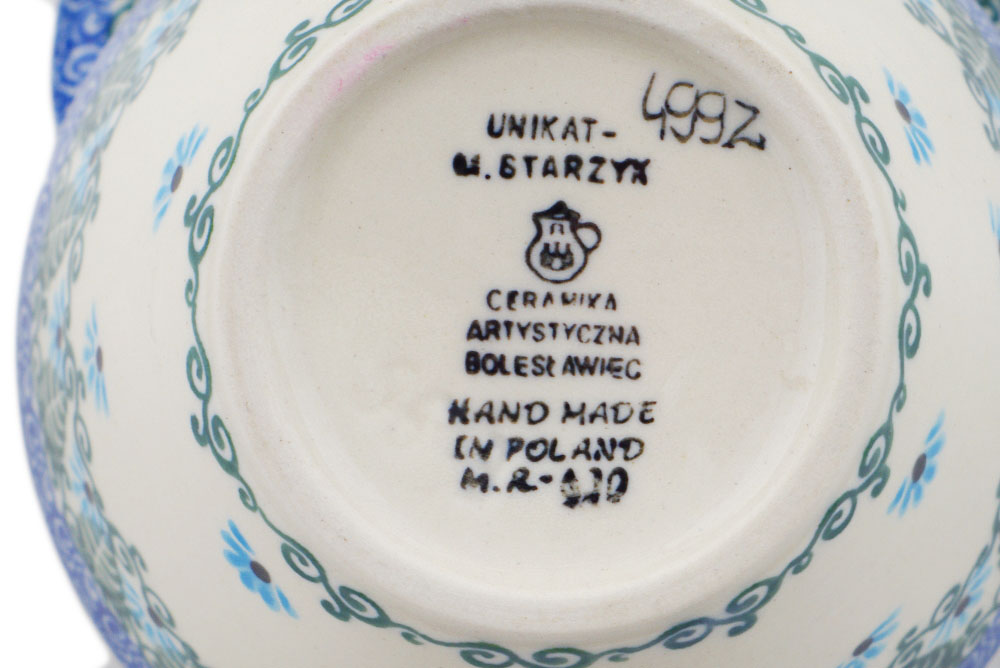 UNIKAT- 499Z
M. STARZYK
CERAMIKA
ARTYSTYCZNA
BOLESŁAWIEC
HAND MADE
IN POLAND
M.R-